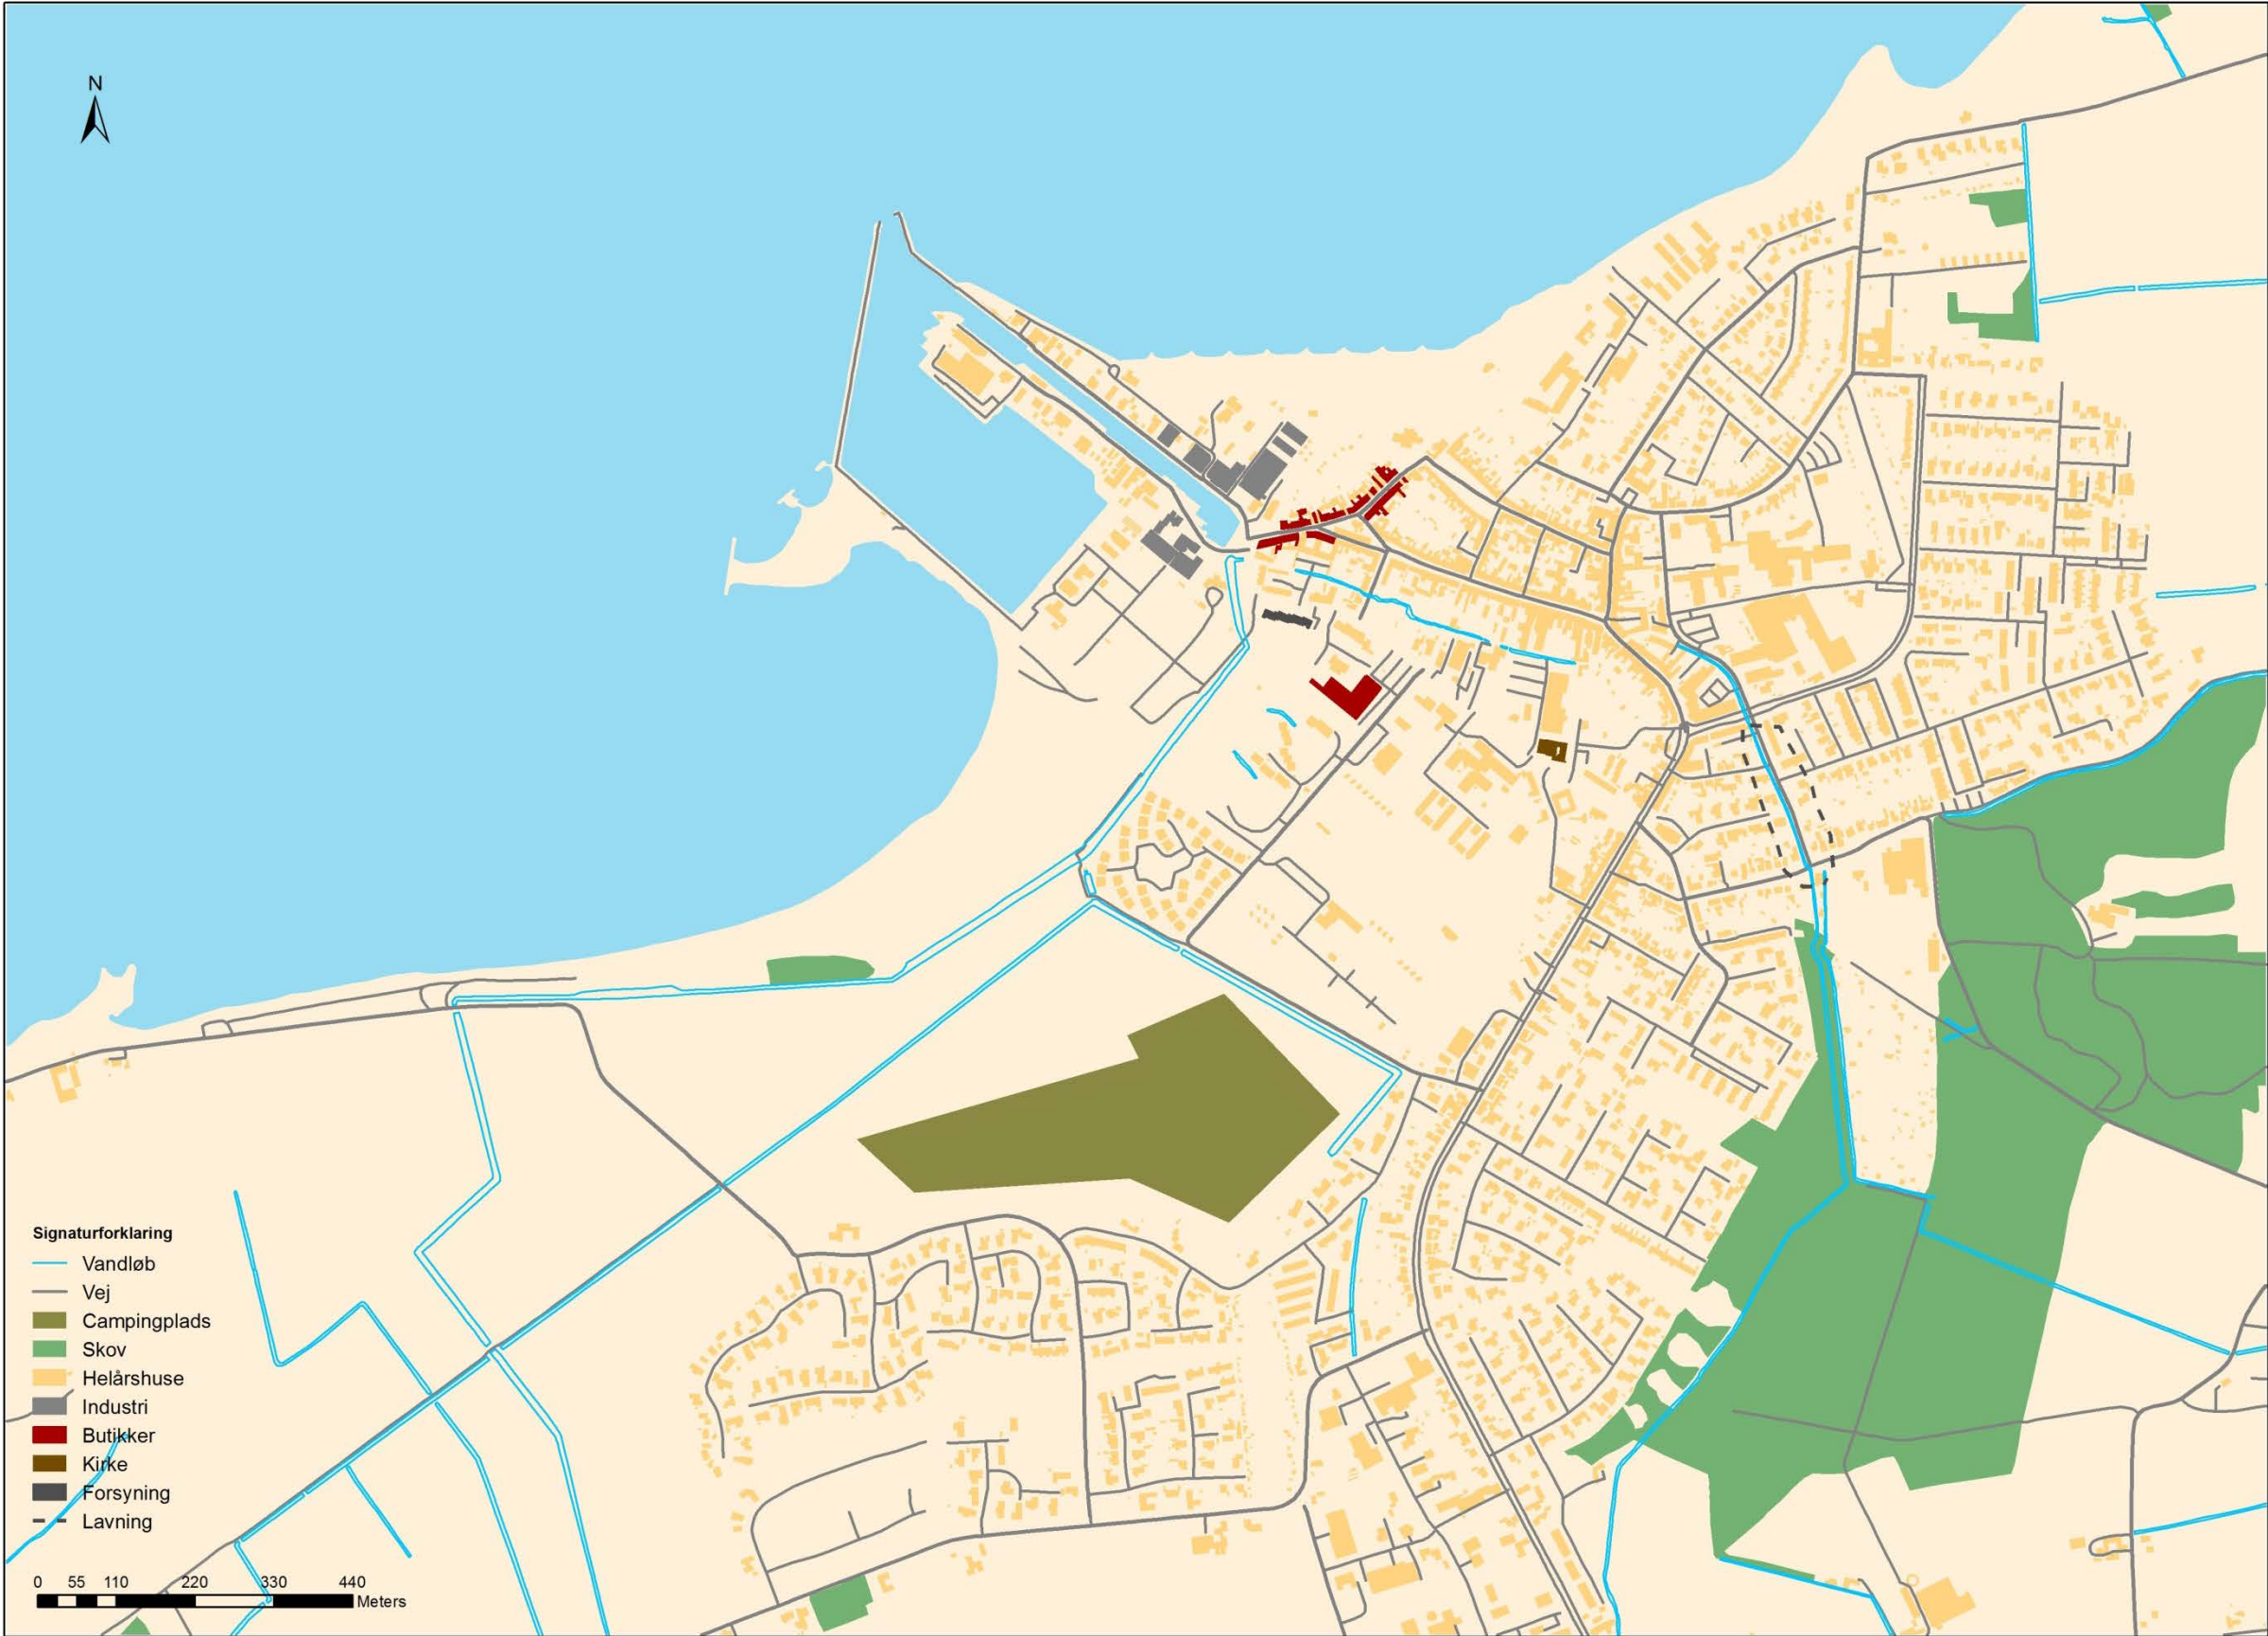 N
Signaturforklaring
Vandløb
Vej
Campingplads
Skov
Helårshuse
Industri
Butikker
Kirke
Forsyning
Lavning
0 55 110 220 330 440
Meters